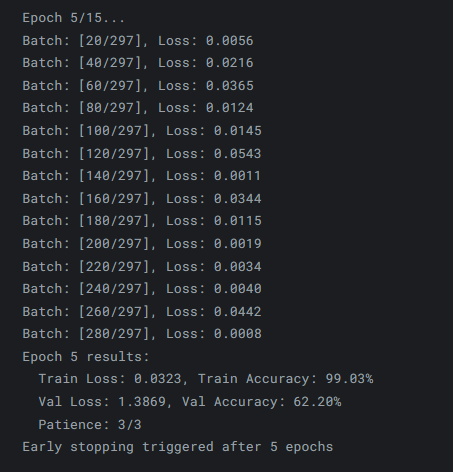 Epoch 5/15...
Batch: [20/297], Loss: 0.0056
Batch: [40/297], Loss: 0.0216
Batch: [60/297], Loss: 0.0365
Batch: [80/297], Loss: 0.0124
Batch: [100/297], Loss: 0.0145
Batch: [120/297], Loss: 0.0543
Batch: [140/297], Loss: 0.0011
Batch: [160/297], Loss: 0.0344
Batch: [180/297], Loss: 0.0115
Batch: [200/297], Loss: 0.0019
Batch: [220/297], Loss: 0.0034
Batch: [240/297], Loss: 0.0040
Batch: [260/297], Loss: 0.0442
Batch: [280/297], Loss: 0.0008
Epoch 5 results:
Train Loss: 0.0323, Train Accuracy: 99.03%
Val Loss: 1.3869, Val Accuracy: 62.20%
Patience: 3/3
Early stopping triggered after 5 epochs